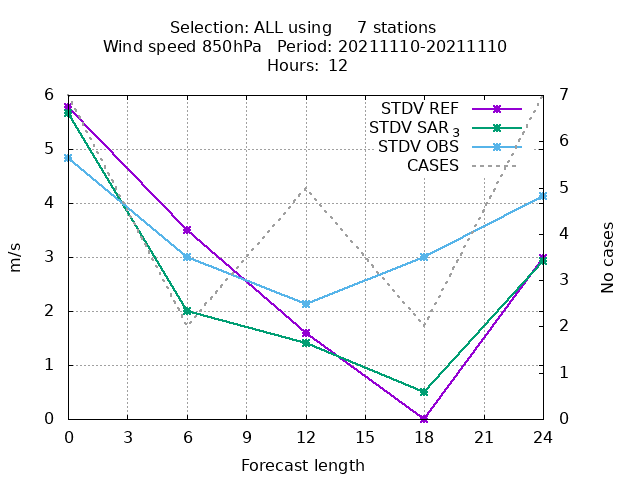 Selection: ALL using     7 stations
Wind speed 850hPa   Period: 20211110-20211110
Hours: 12
STDV REF
STDV SAR 3
STDV OBS
CASES
m/s
6
5
4
3
2
1
0
7
6
5
4
3
2
1
0
No cases
0 3 6 9 12 15 18 21 24
Forecast length